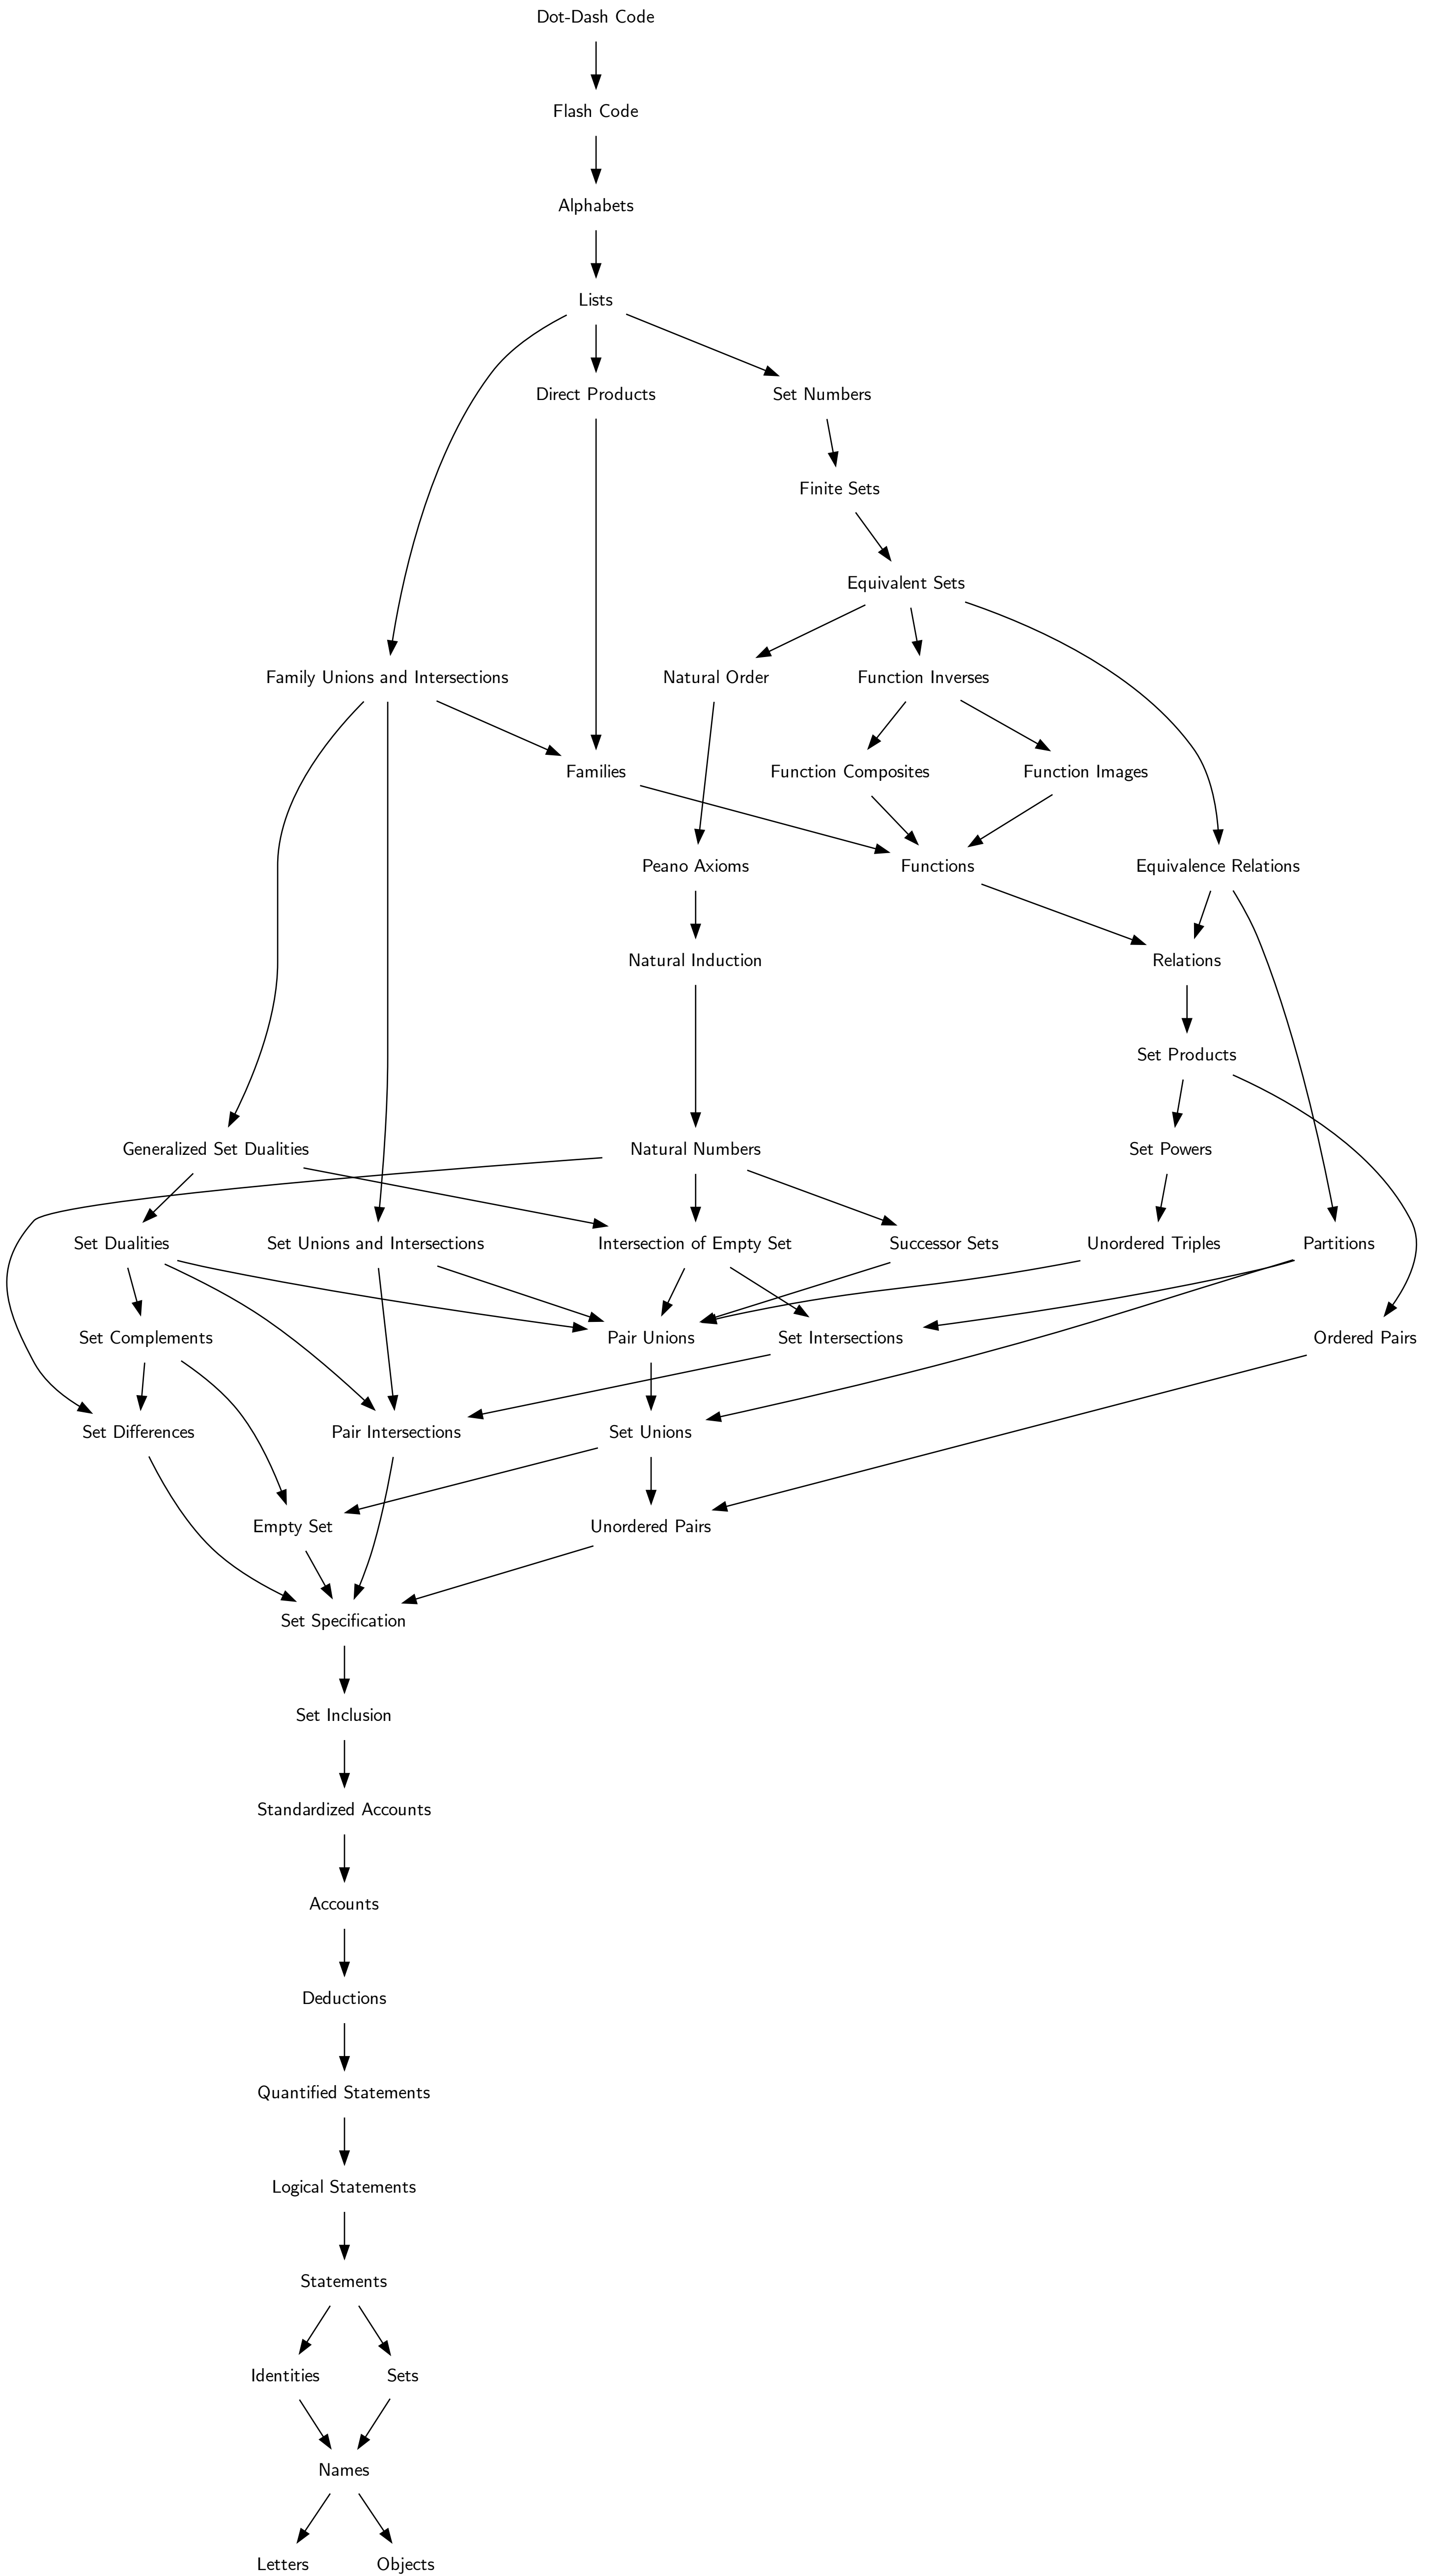 Dot-Dash Code
Flash Code
Alphabets
Lists
Direct Products
Set Numbers
Finite Sets
Equivalent Sets
Family Unions and Intersections
Natural Order
Function Inverses
Families
Function Composites
Function Images
Peano Axioms
Functions
Equivalence Relations
Natural Induction
Relations
Set Products
Generalized Set Dualities
Natural Numbers
Set Powers
Set Dualities
Set Unions and Intersections
Intersection of Empty Set
Successor Sets
Unordered Triples
Partitions
Set Complements
Pair Unions
Set Intersections
Ordered Pairs
Set Differences
Pair Intersections
Set Unions
Empty Set
Unordered Pairs
Set Specification
Set Inclusion
Standardized Accounts
Accounts
Deductions
Quantified Statements
Logical Statements
Statements
Identities
Sets
Names
Letters
Objects